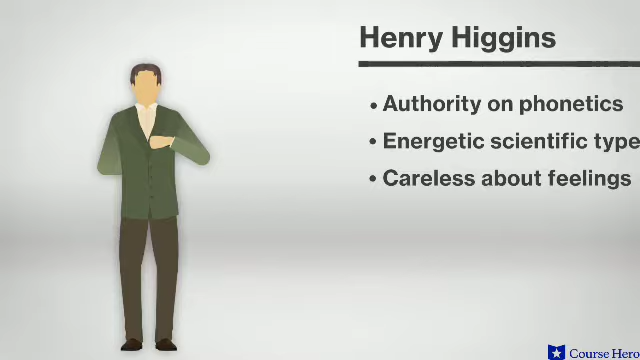 Henry Higgins
• Authority on phonetics
• Energetic scientific type
• Careless about feelings
Course Hero